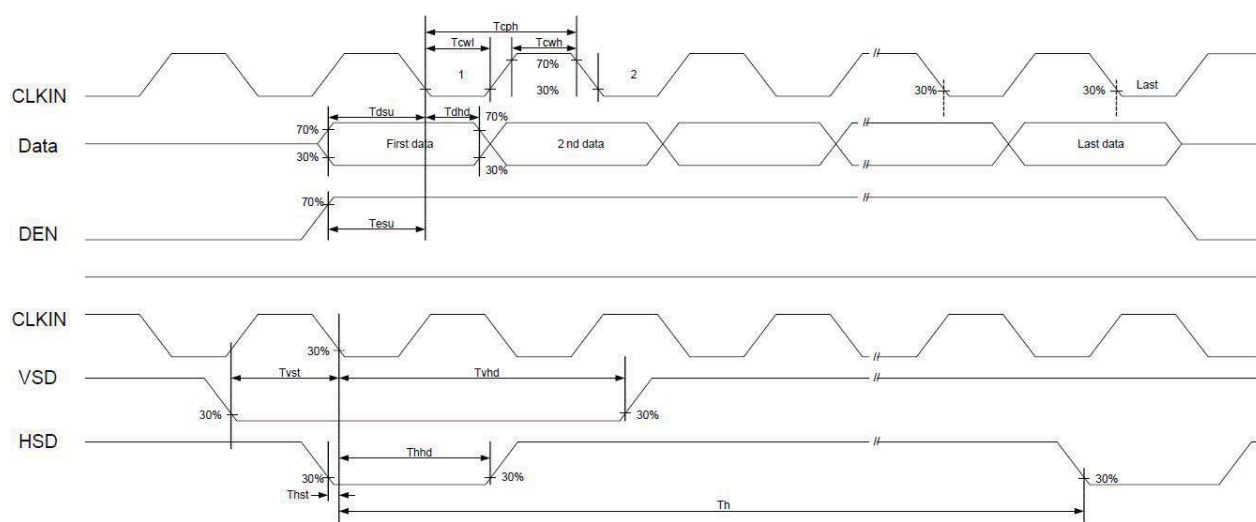 Tcph
Tcwl Tcwh
CLKIN 1 70% 30% 2 30% 30% Last
Tdsu Tdhd
70% 70%
Data First data 2 nd data Last data
30% 30%
70%
DEN Tesu
CLKIN 30%
VSD Tvst Tvhd
30% 30%
HSD Thhd
30% 30% 30%
Thst Th